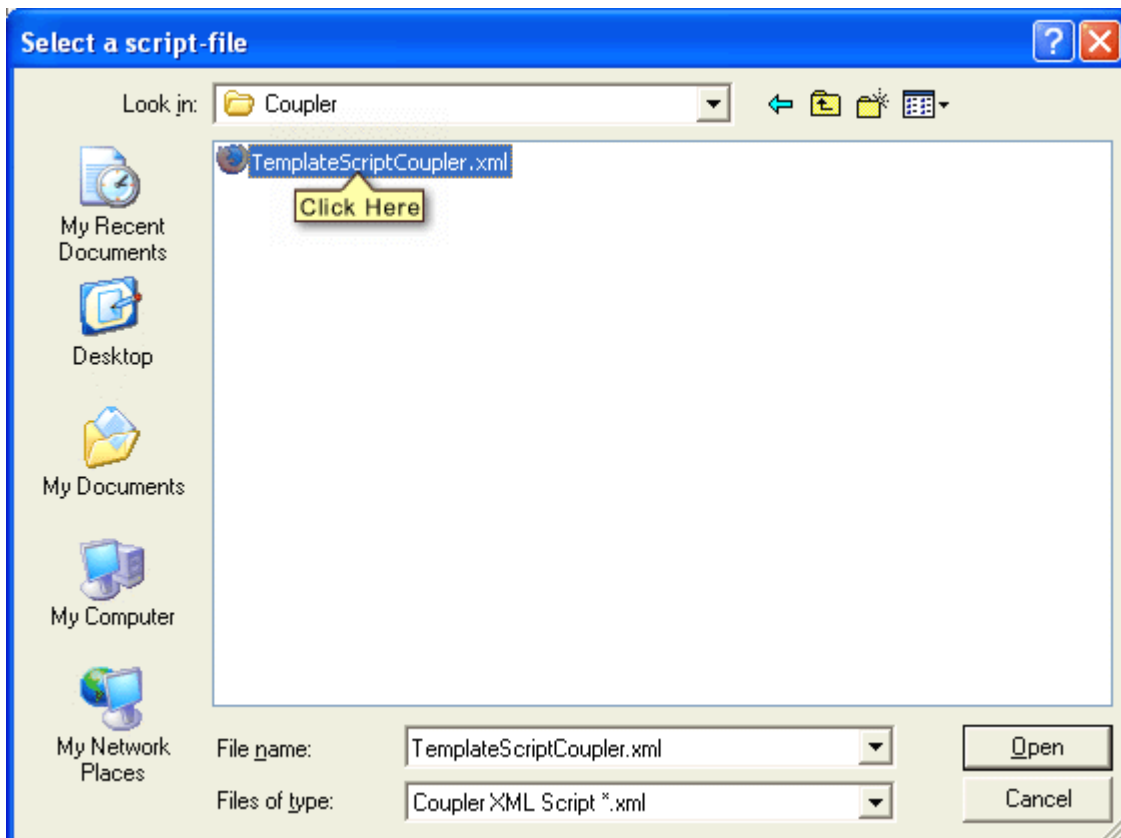 Select a script-file
Look in:
Coupler
TemplateScriptCoupler.xml
Click Here
My Recent
Documents
Desktop
My Documents
My Computer
My Network
Places
File name:
TemplateScriptCoupler.xml
Open
Files of type:
Coupler XML Script *.xml
Cancel